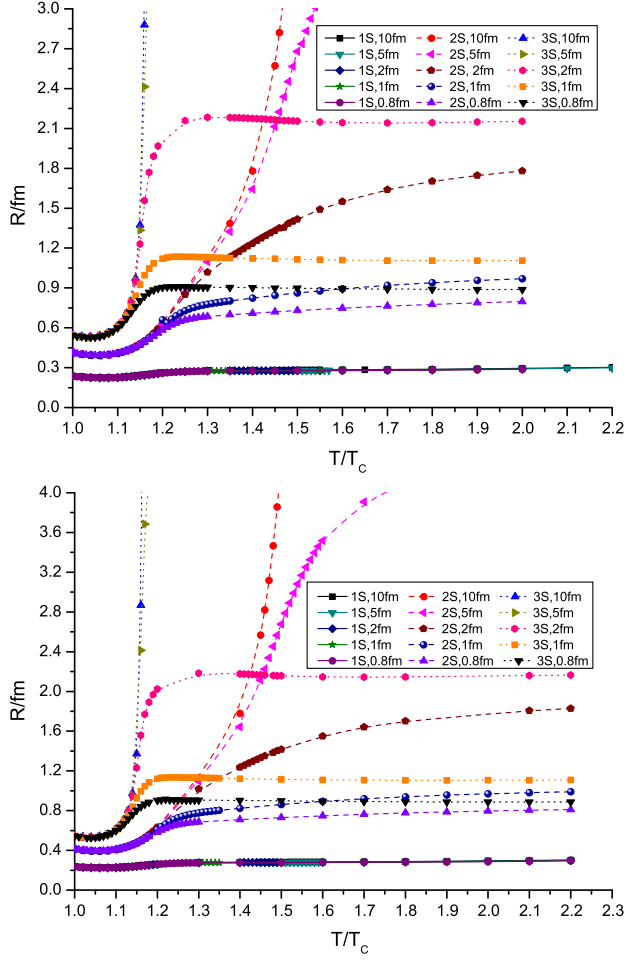 3.0
1S,10fm 2S,10fm 3S,10fm
2.7
1S,5fm 2S,5fm 3S,5fm
1S,2fm 2S, 2fm 3S,2fm
2.4
1S,1fm 2S,1fm 3S,1fm
1S,0.8fm 2S,0.8fm 3S,0.8fm
2.1
1.8
R/fm
1.5
1.2
0.9
0.6
0.3
0.0
1.0 1.1 1.2 1.3 1.4 1.5 1.6 1.7 1.8 1.9 2.0 2.1 2.2
T/T_C
4.0
3.6
3.2
1S,10fm 2S,10fm 3S,10fm
2.8
1S,5fm 2S,5fm 3S,5fm
1S,2fm 2S,2fm 3S,2fm
2.4
1S,1fm 2S,1fm 3S,1fm
1S,0.8fm 2S,0.8fm 3S,0.8fm
R/fm
2.0
1.6
1.2
0.8
0.4
0.0
1.0 1.1 1.2 1.3 1.4 1.5 1.6 1.7 1.8 1.9 2.0 2.1 2.2 2.3
T/T_C